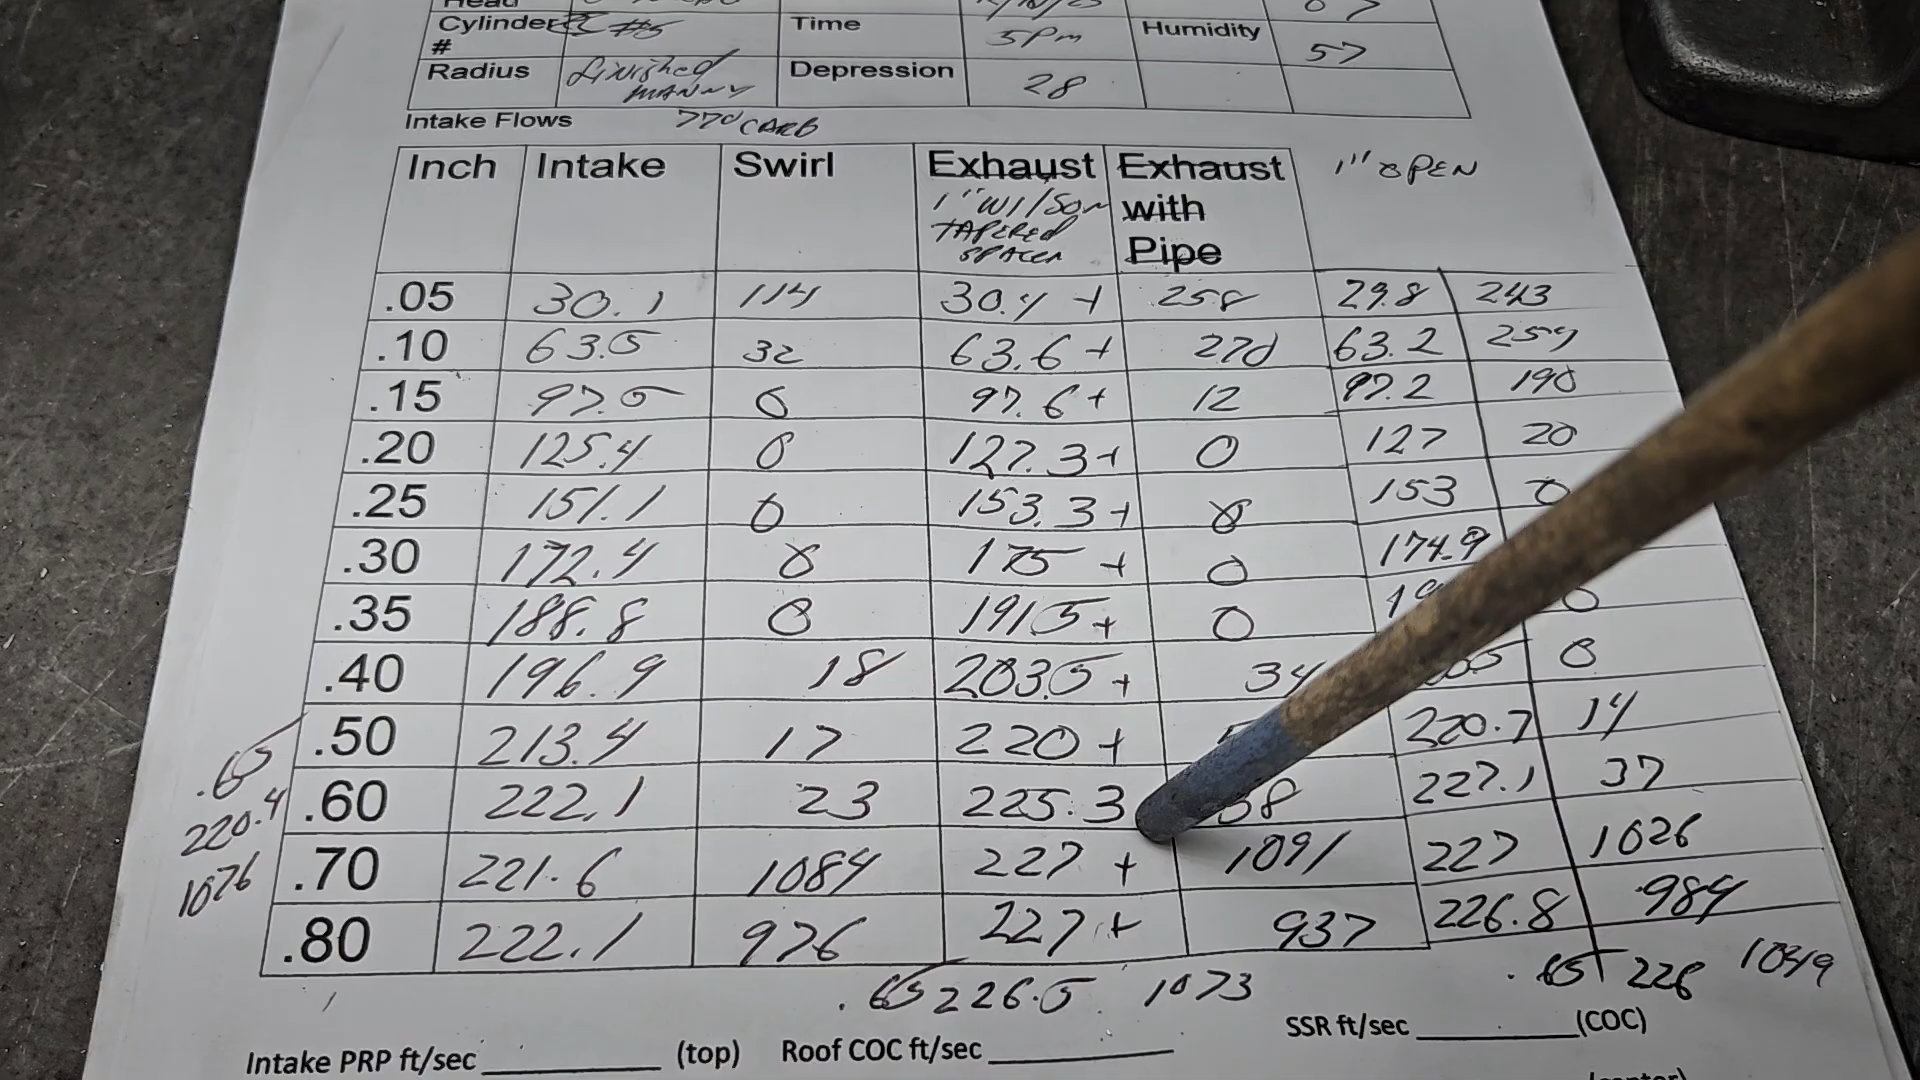 Head
Cylinder #5 Time 5Pm Humidity 57
#
Radius finished Depression 28
MANNY
Intake Flows 770 CARB
Inch Intake Swirl Exhaust Exhaust 1" OPEN
1" W/ with
TAPERED Pipe
SPACER
.05 30.1 114 30.4 + 258 29.8 243
.10 63.5 32 63.6 + 270 63.2
.15 97.0 0 97.6 + 12 97.2 190
.20 125.4 0 127.3 + 0 127 20
.25 151.1 0 153.3 + 0 153 0
.30 172.4 0 175 + 0 174.9
.35 188.8 0 191.5 + 0 0
.40 196.9 18 203.5 + 34 0
.50 213.4 17 220 + 220.7 14
.65
.60 222.1 23 225.3 227.1 37
220.4
.70 221.6 1084 227 + 1091 227 1026
1076
.80 222.1 976 227 + 937 226.8 984
.65 226.5 1073 .65 226 1049
SSR ft/sec (COC)
Intake PRP ft/sec (top) Roof COC ft/sec